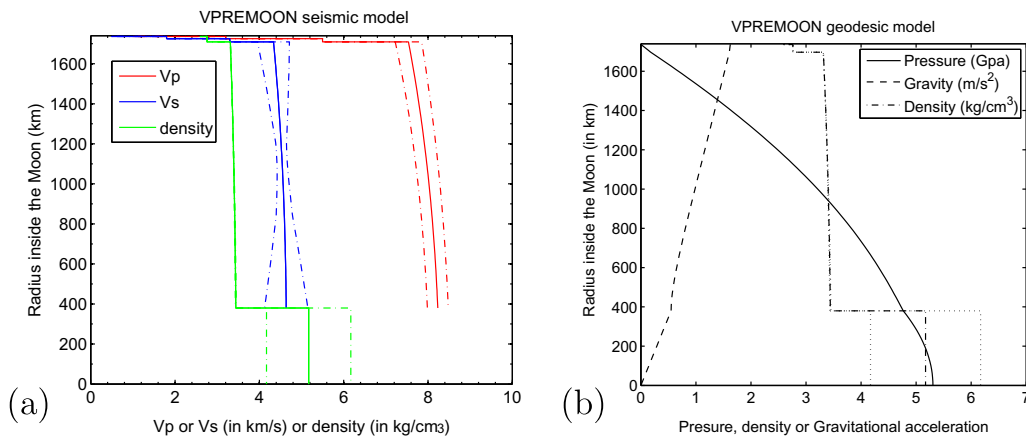 VPREMOON seismic model
1600
1400
1200
1000
800
600
400
200
0
Radius inside the Moon (km)
Vp
Vs
density
0 2 4 6 8 10
Vp or Vs (in km/s) or density (in kg/cm3)
(a)
VPREMOON geodesic model
1600
1400
1200
1000
800
600
400
200
0
Radius inside the Moon (in km)
Pressure (Gpa)
Gravity (m/s2)
Density (kg/cm3)
0 1 2 3 4 5 6 7
Presure, density or Gravitational acceleration
(b)